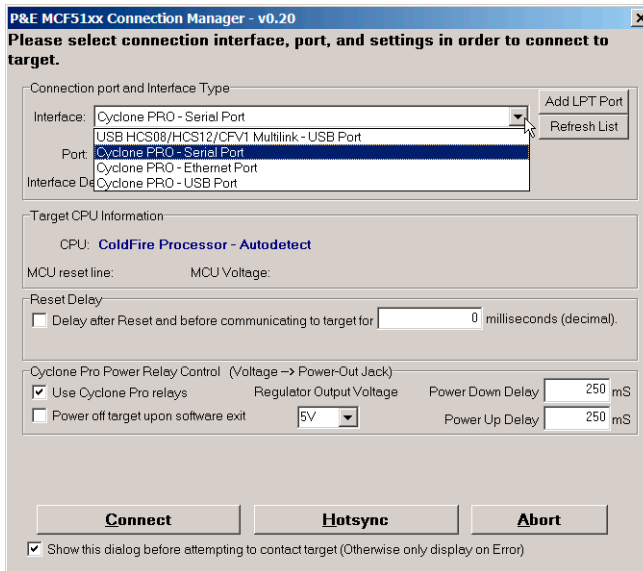 P&E MCF51xx Connection Manager - v0.20
Please select connection interface, port, and settings in order to connect to
target.
Connection port and Interface Type
Add LPT Port
Interface: Cyclone PRO - Serial Port
Refresh List
USB HCS08/HCS12/CFV1 Multilink - USB Port
Port: Cyclone PRO - Serial Port
Cyclone PRO - Ethernet Port
Interface De Cyclone PRO - USB Port
Target CPU Information
CPU: ColdFire Processor - Autodetect
MCU reset line: MCU Voltage:
Reset Delay
Delay after Reset and before communicating to target for 0 milliseconds (decimal).
Cyclone Pro Power Relay Control (Voltage --> Power-Out Jack)
Use Cyclone Pro relays Regulator Output Voltage Power Down Delay 250 mS
Power off target upon software exit 5V Power Up Delay 250 mS
Connect Hotsync Abort
Show this dialog before attempting to contact target (Otherwise only display on Error)